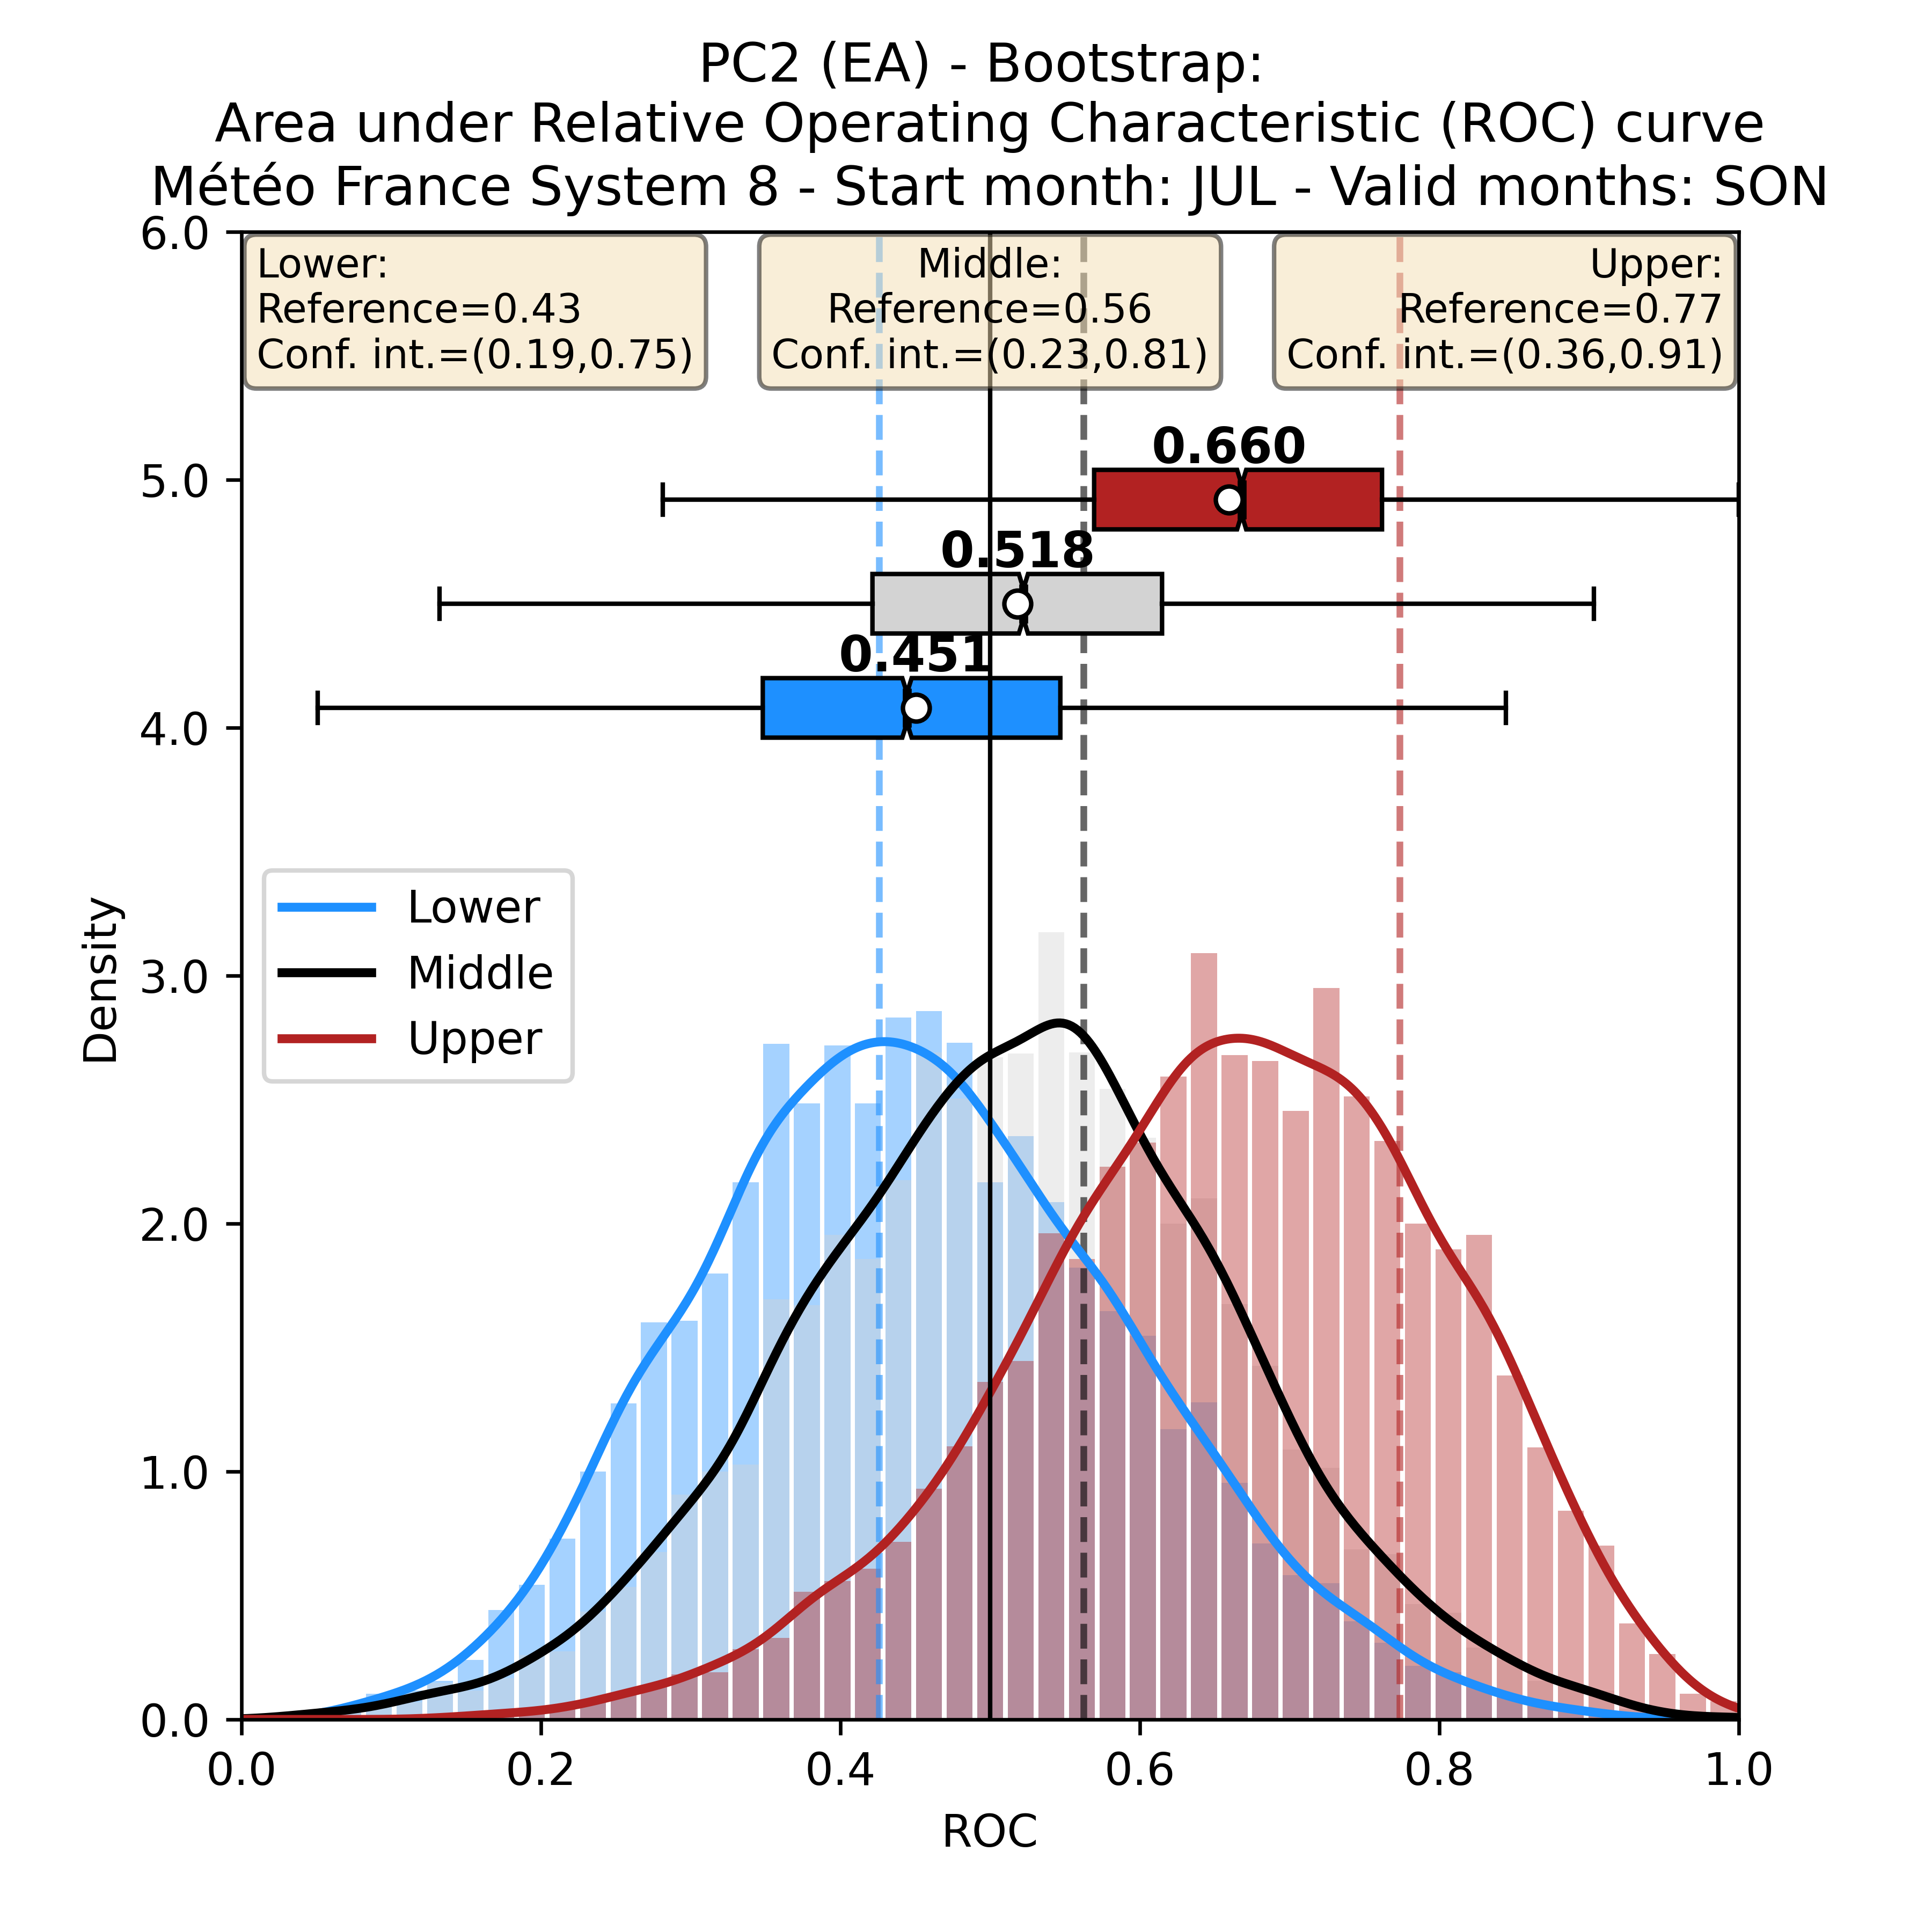 PC2 (EA) - Bootstrap:
Area under Relative Operating Characteristic (ROC) curve
Météo France System 8 - Start month: JUL - Valid months: SON
Lower:
Reference=0.43
Conf. int.=(0.19,0.75)
Middle:
Reference=0.56
Conf. int.=(0.23,0.81)
Upper:
Reference=0.77
Conf. int.=(0.36,0.91)
0.660
0.518
0.451
6.0
5.0
4.0
3.0
2.0
1.0
0.0
Density
Lower
Middle
Upper
0.0
0.2
0.4
0.6
0.8
1.0
ROC